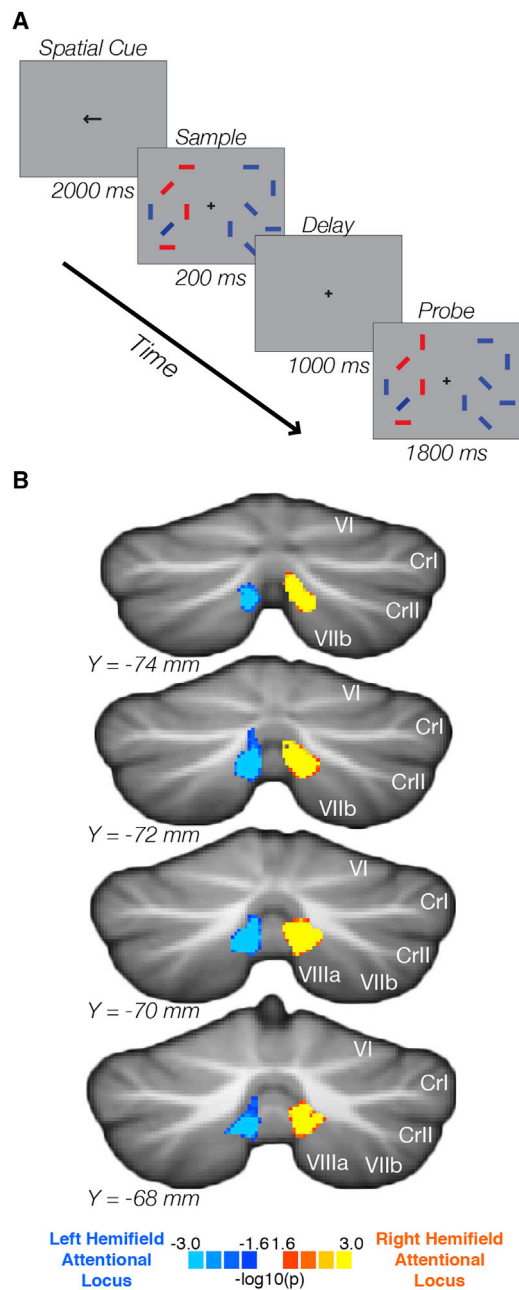 A
Spatial Cue
2000 ms
Sample
200 ms
Delay
1000 ms
Probe
1800 ms
Time
B
VI
CrI
CrII
VIIb
Y = -74 mm
VI
CrI
CrII
VIIb
Y = -72 mm
VI
CrI
CrII
VIIIa VIIb
Y = -70 mm
VI
CrI
CrII
VIIIa VIIb
Y = -68 mm
Left Hemifield
Attentional
Locus
-3.0 -1.6 1.6 3.0
-log10(p)
Right Hemifield
Attentional
Locus